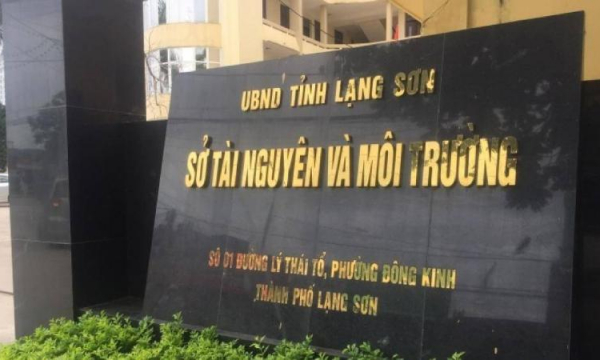 UBND TỈNH LẠNG SƠN
SỞ TÀI NGUYÊN VÀ MÔI TRƯỜNG
SỐ 01 ĐƯỜNG LÝ THÁI TỔ, PHƯỜNG ĐÔNG KINH
THÀNH PHỐ LẠNG SƠN